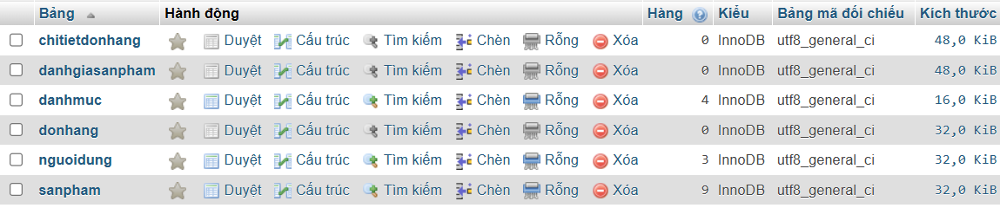 Bảng Hành động Hàng Kiểu Bảng mã đối chiếu Kích thước
chitietdonhang Duyệt Cấu trúc Tìm kiếm Chèn Rỗng Xóa 0 InnoDB utf8_general_ci 48,0 KiB
danhgiasanpham Duyệt Cấu trúc Tìm kiếm Chèn Rỗng Xóa 0 InnoDB utf8_general_ci 48,0 KiB
danhmuc Duyệt Cấu trúc Tìm kiếm Chèn Rỗng Xóa 4 InnoDB utf8_general_ci 16,0 KiB
donhang Duyệt Cấu trúc Tìm kiếm Chèn Rỗng Xóa 0 InnoDB utf8_general_ci 32,0 KiB
nguoidung Duyệt Cấu trúc Tìm kiếm Chèn Rỗng Xóa 3 InnoDB utf8_general_ci 32,0 KiB
sanpham Duyệt Cấu trúc Tìm kiếm Chèn Rỗng Xóa 9 InnoDB utf8_general_ci 32,0 KiB